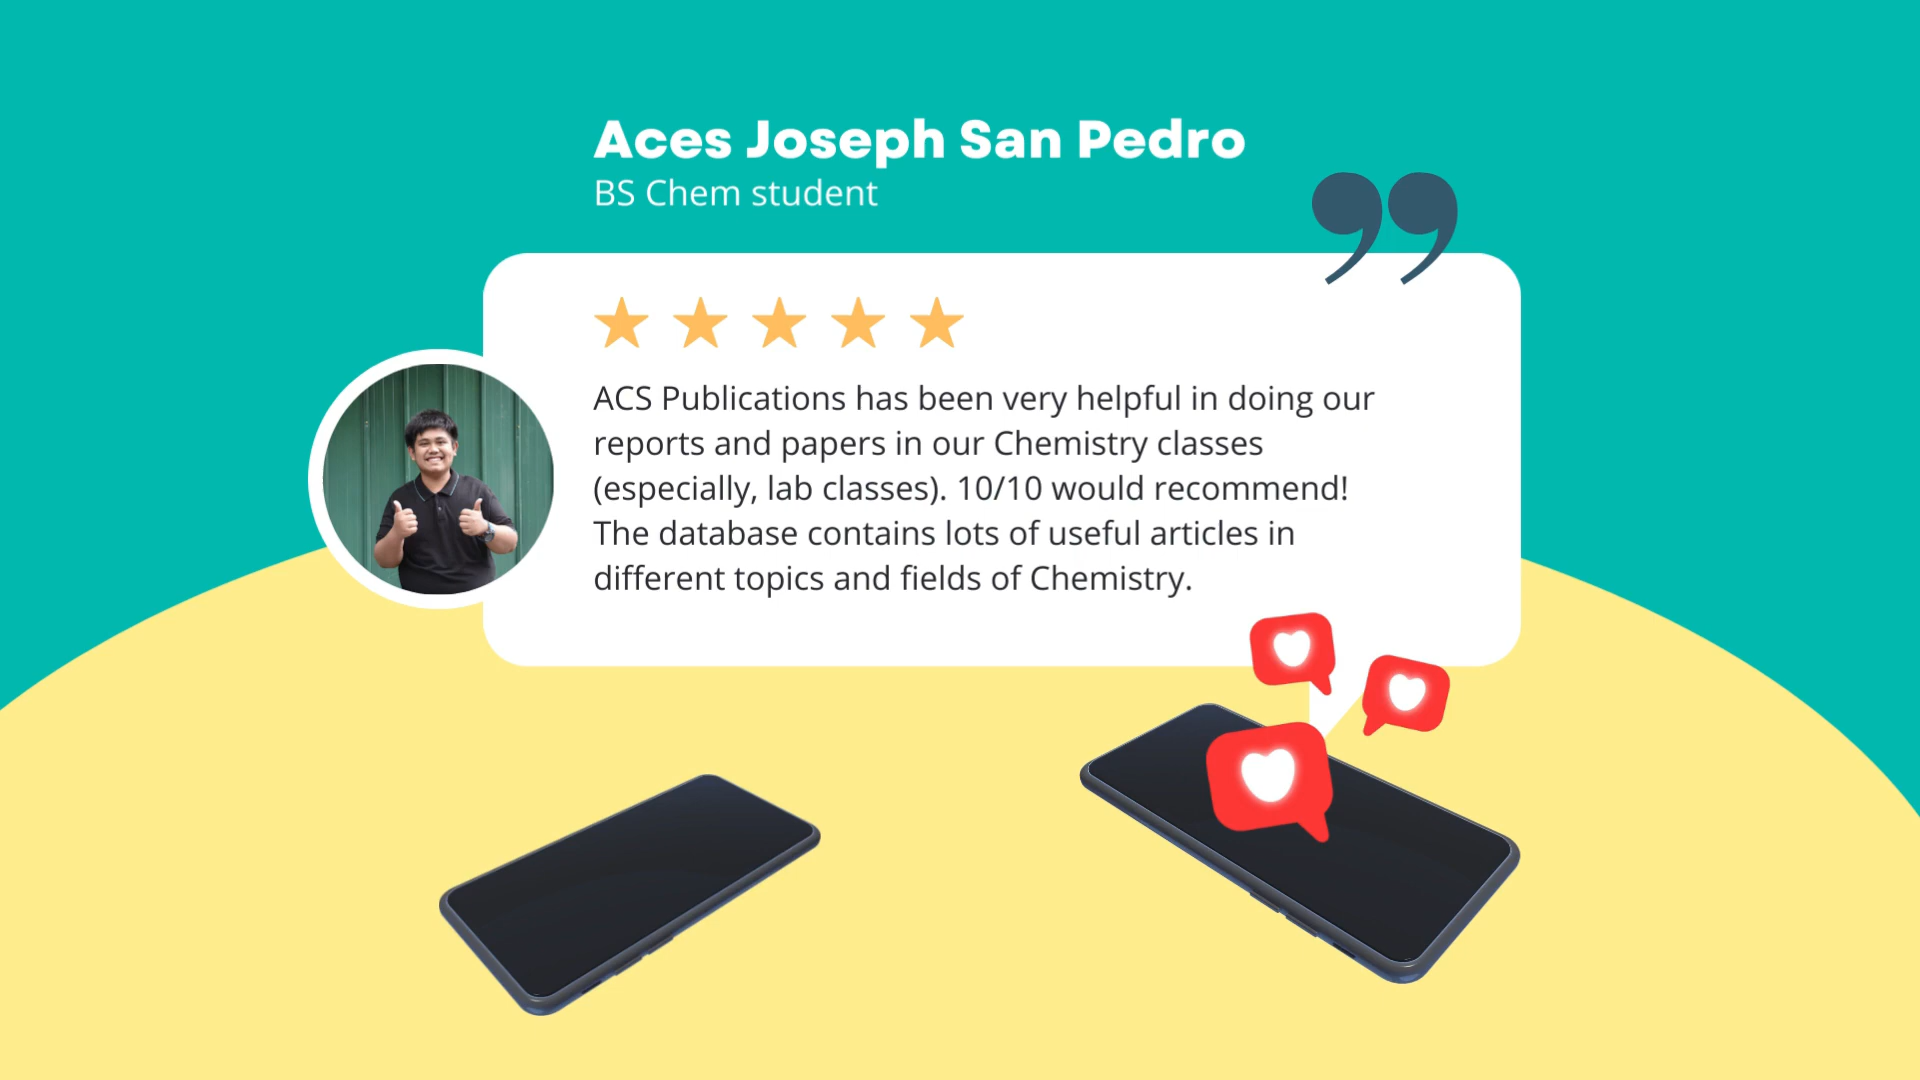 Aces Joseph San Pedro
BS Chem student
ACS Publications has been very helpful in doing our
reports and papers in our Chemistry classes
(especially, lab classes). 10/10 would recommend!
The database contains lots of useful articles in
different topics and fields of Chemistry.